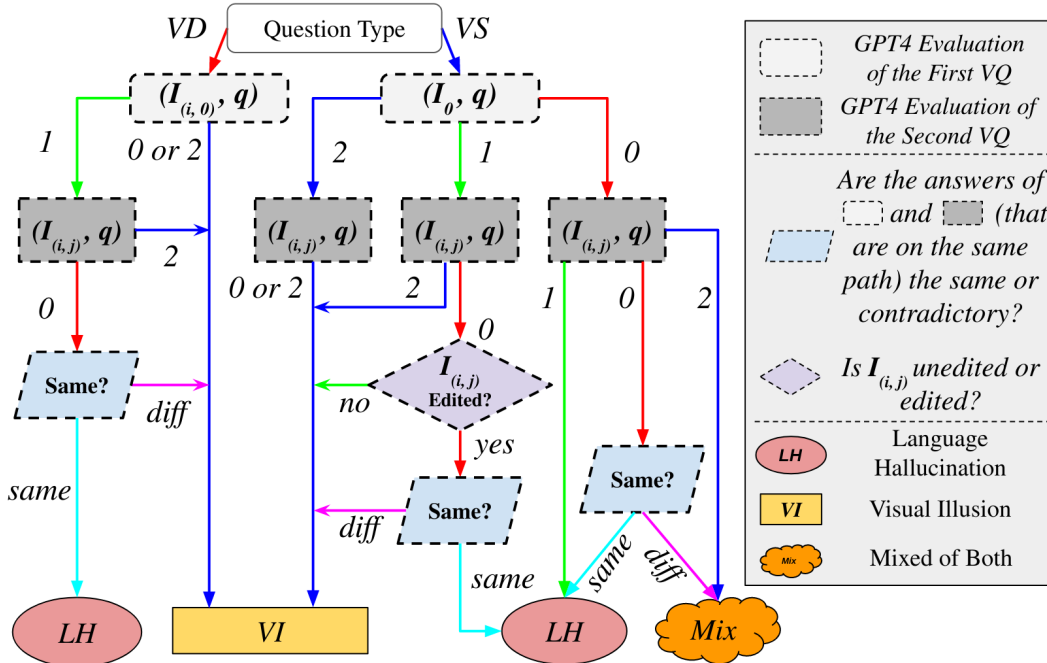 VD
Question Type
VS
(I(i,0), q)
(I0, q)
1
0 or 2
2
1
0
(I(i,j), q)
(I(i,j), q)
(I(i,j), q)
(I(i,j), q)
2
0
0 or 2
2
0
1
0
2
Same?
diff
I(i, j)
Edited?
no
yes
same
Same?
diff
same
Same?
same
diff
LH
VI
LH
Mix
GPT4 Evaluation
of the First VQ
GPT4 Evaluation of
the Second VQ
Are the answers of
and (that
are on the same
path) the same or
contradictory?
Is I(i, j) unedited or
edited?
LH
Language
Hallucination
VI
Visual Illusion
Mix
Mixed of Both